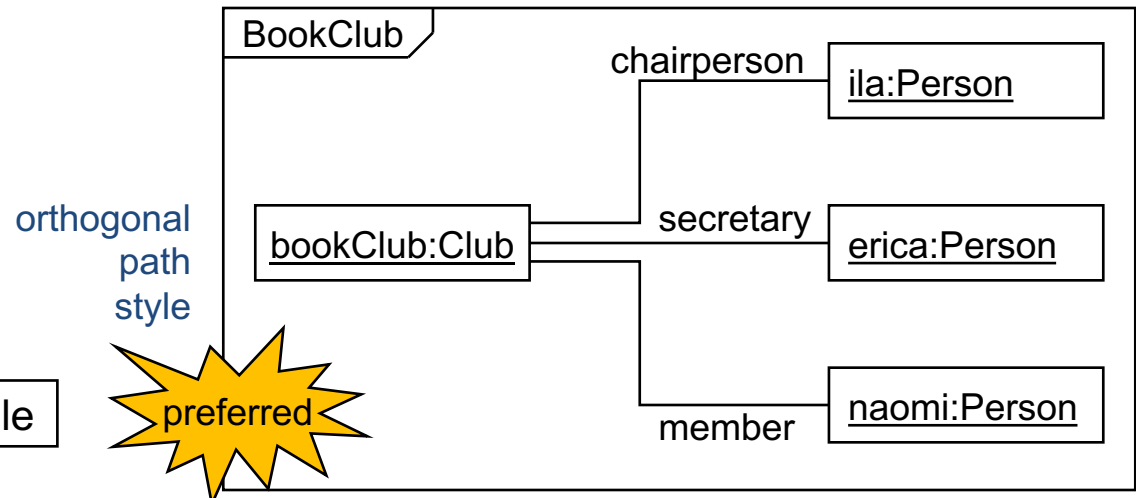 BookClub
chairperson
ila:Person
orthogonal
path
style
bookClub:Club
secretary
erica:Person
le
preferred
member
naomi:Person